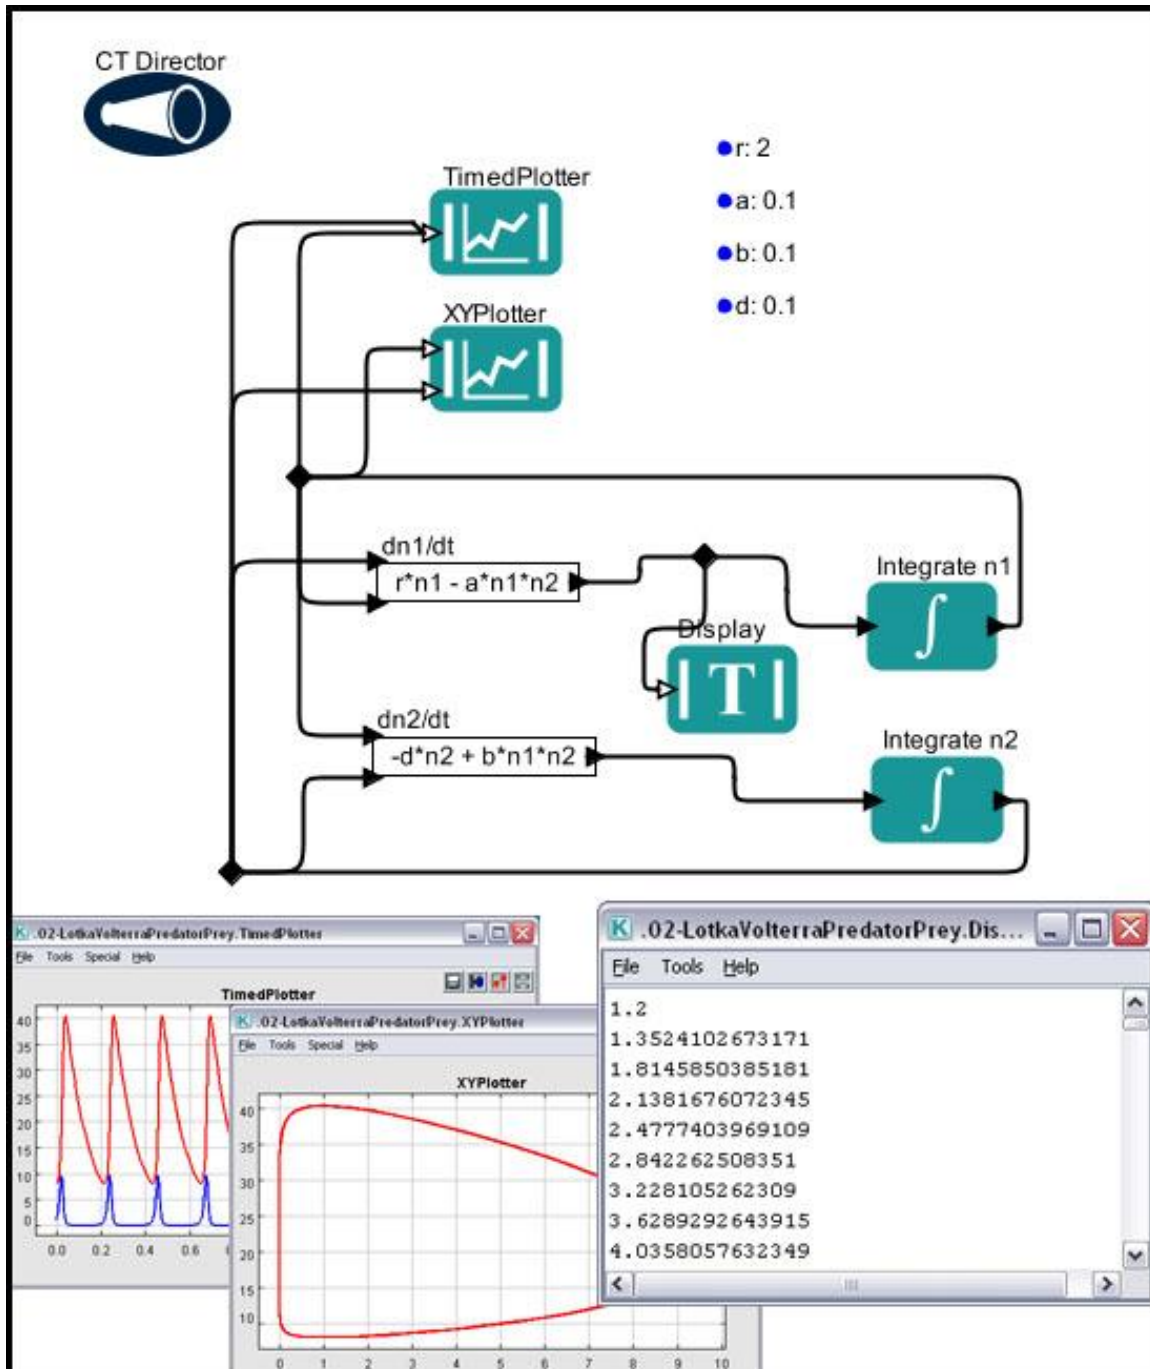 CT Director
r: 2
TimedPlotter
a: 0.1
b: 0.1
XYPlotter
d: 0.1
dn1/dt
r*n1 - a*n1*n2
Integrate n1
∫
Display
T
dn2/dt
-d*n2 + b*n1*n2
Integrate n2
∫
K .02-LotkaVolterraPredatorPrey.TimedPlotter
File Tools Special Help
TimedPlotter
40
35
30
25
20
15
10
5
0
0.0 0.2 0.4 0.6
K .02-LotkaVolterraPredatorPrey.XYPlotter
File Tools Special Help
XYPlotter
40
35
30
25
20
15
10
0 1 2 3 4 5 6 7 8 9 10
K .02-LotkaVolterraPredatorPrey.Dis...
File Tools Help
1.2
1.3524102673171
1.8145850385181
2.1381676072345
2.4777403969109
2.842262508351
3.228105262309
3.6289292643915
4.0358057632349